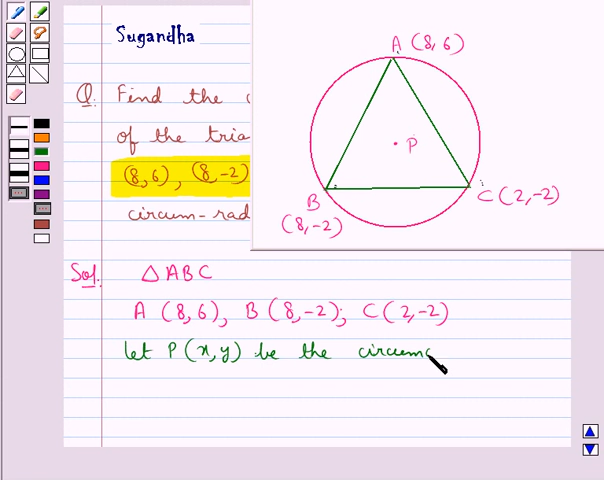 Sugandha
A (8,6)
Q. Find the
of the tria
(8,6), (8,-2)
circum-rad
P
B
(8,-2)
C (2,-2)
Sol. △ABC
A (8,6), B (8,-2); C (2,-2)
let P(x,y) be the circum